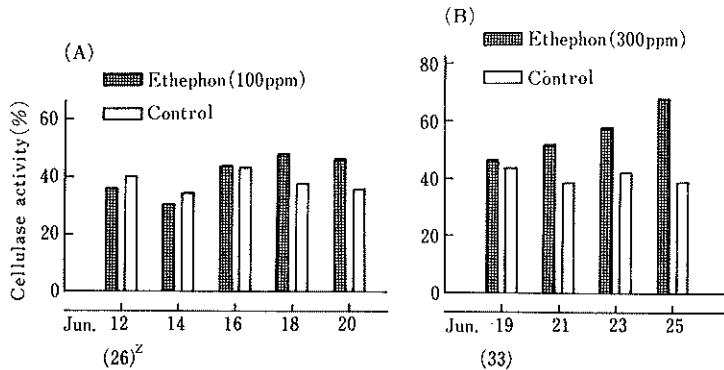 (A)
Ethephon(100ppm)
Control
Cellulase activity(%)
60
40
20
0
Jun. 12 14 16 18 20
(26)ᶻ
(B)
Ethephon(300ppm)
Control
80
60
40
20
0
Jun. 19 21 23 25
(33)